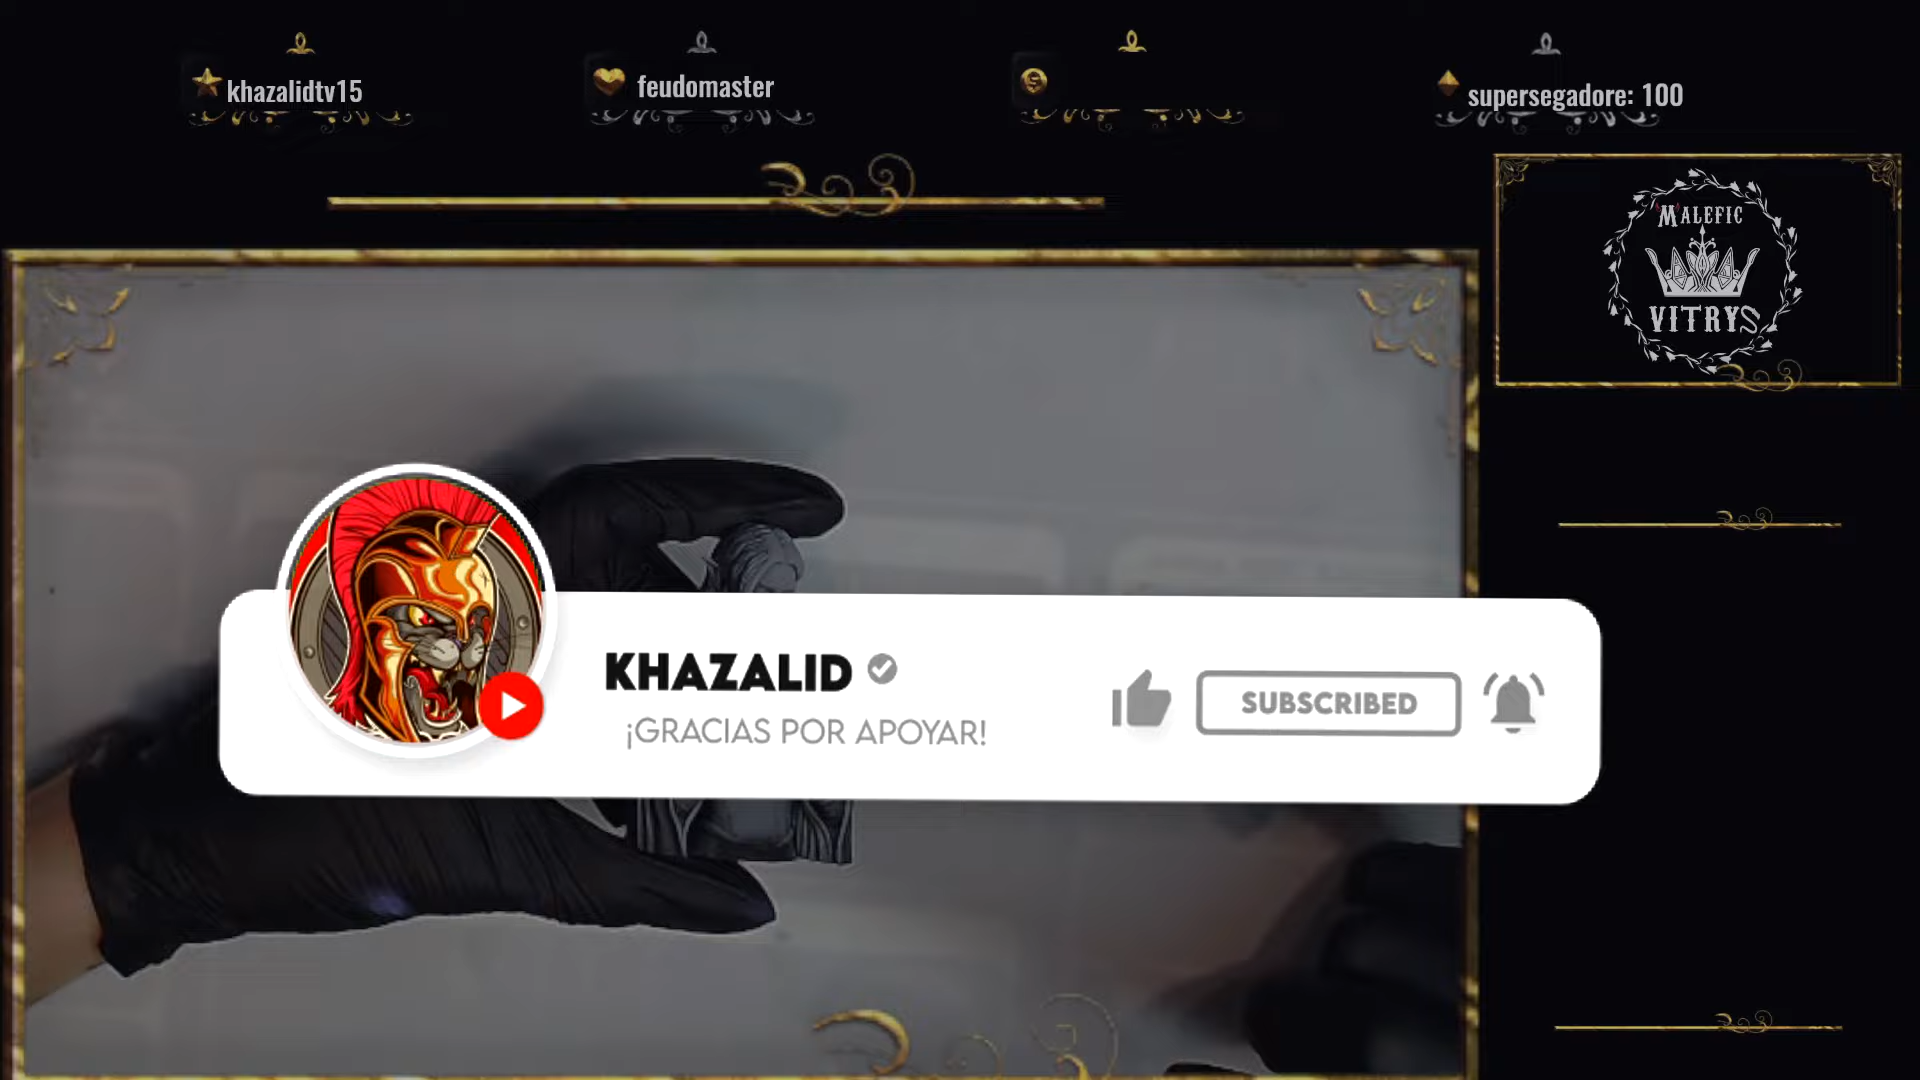 khazalidtv15
feudomaster
supersegadore: 100
MALEFIC
VITRYS
KHAZALID
¡GRACIAS POR APOYAR!
SUBSCRIBED